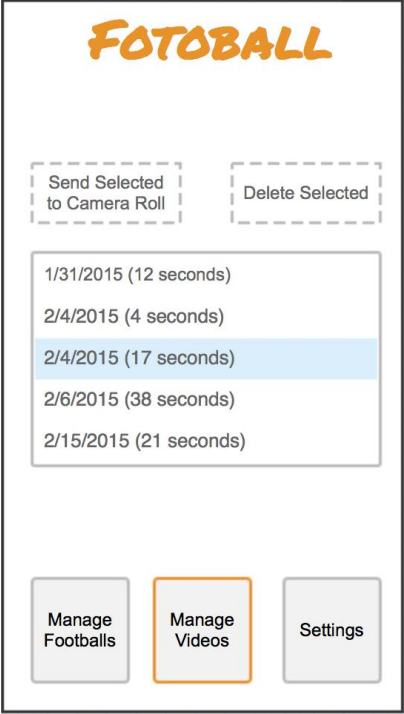 FOTOBALL
Send Selected
to Camera Roll
Delete Selected
1/31/2015 (12 seconds)
2/4/2015 (4 seconds)
2/4/2015 (17 seconds)
2/6/2015 (38 seconds)
2/15/2015 (21 seconds)
Manage
Footballs
Manage
Videos
Settings